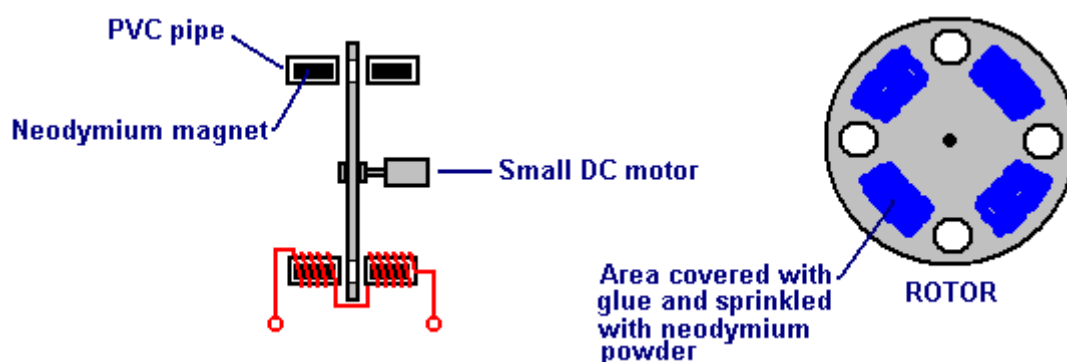 PVC pipe
Neodymium magnet
Small DC motor
Area covered with
glue and sprinkled
with neodymium
powder
ROTOR